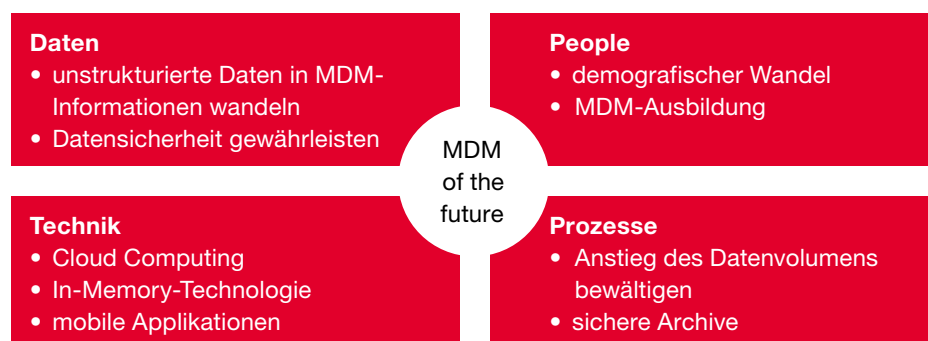 Daten
• unstrukturierte Daten in MDM-
Informationen wandeln
• Datensicherheit gewährleisten
People
• demografischer Wandel
• MDM-Ausbildung
MDM
of the
future
Technik
• Cloud Computing
• In-Memory-Technologie
• mobile Applikationen
Prozesse
• Anstieg des Datenvolumens
bewältigen
• sichere Archive